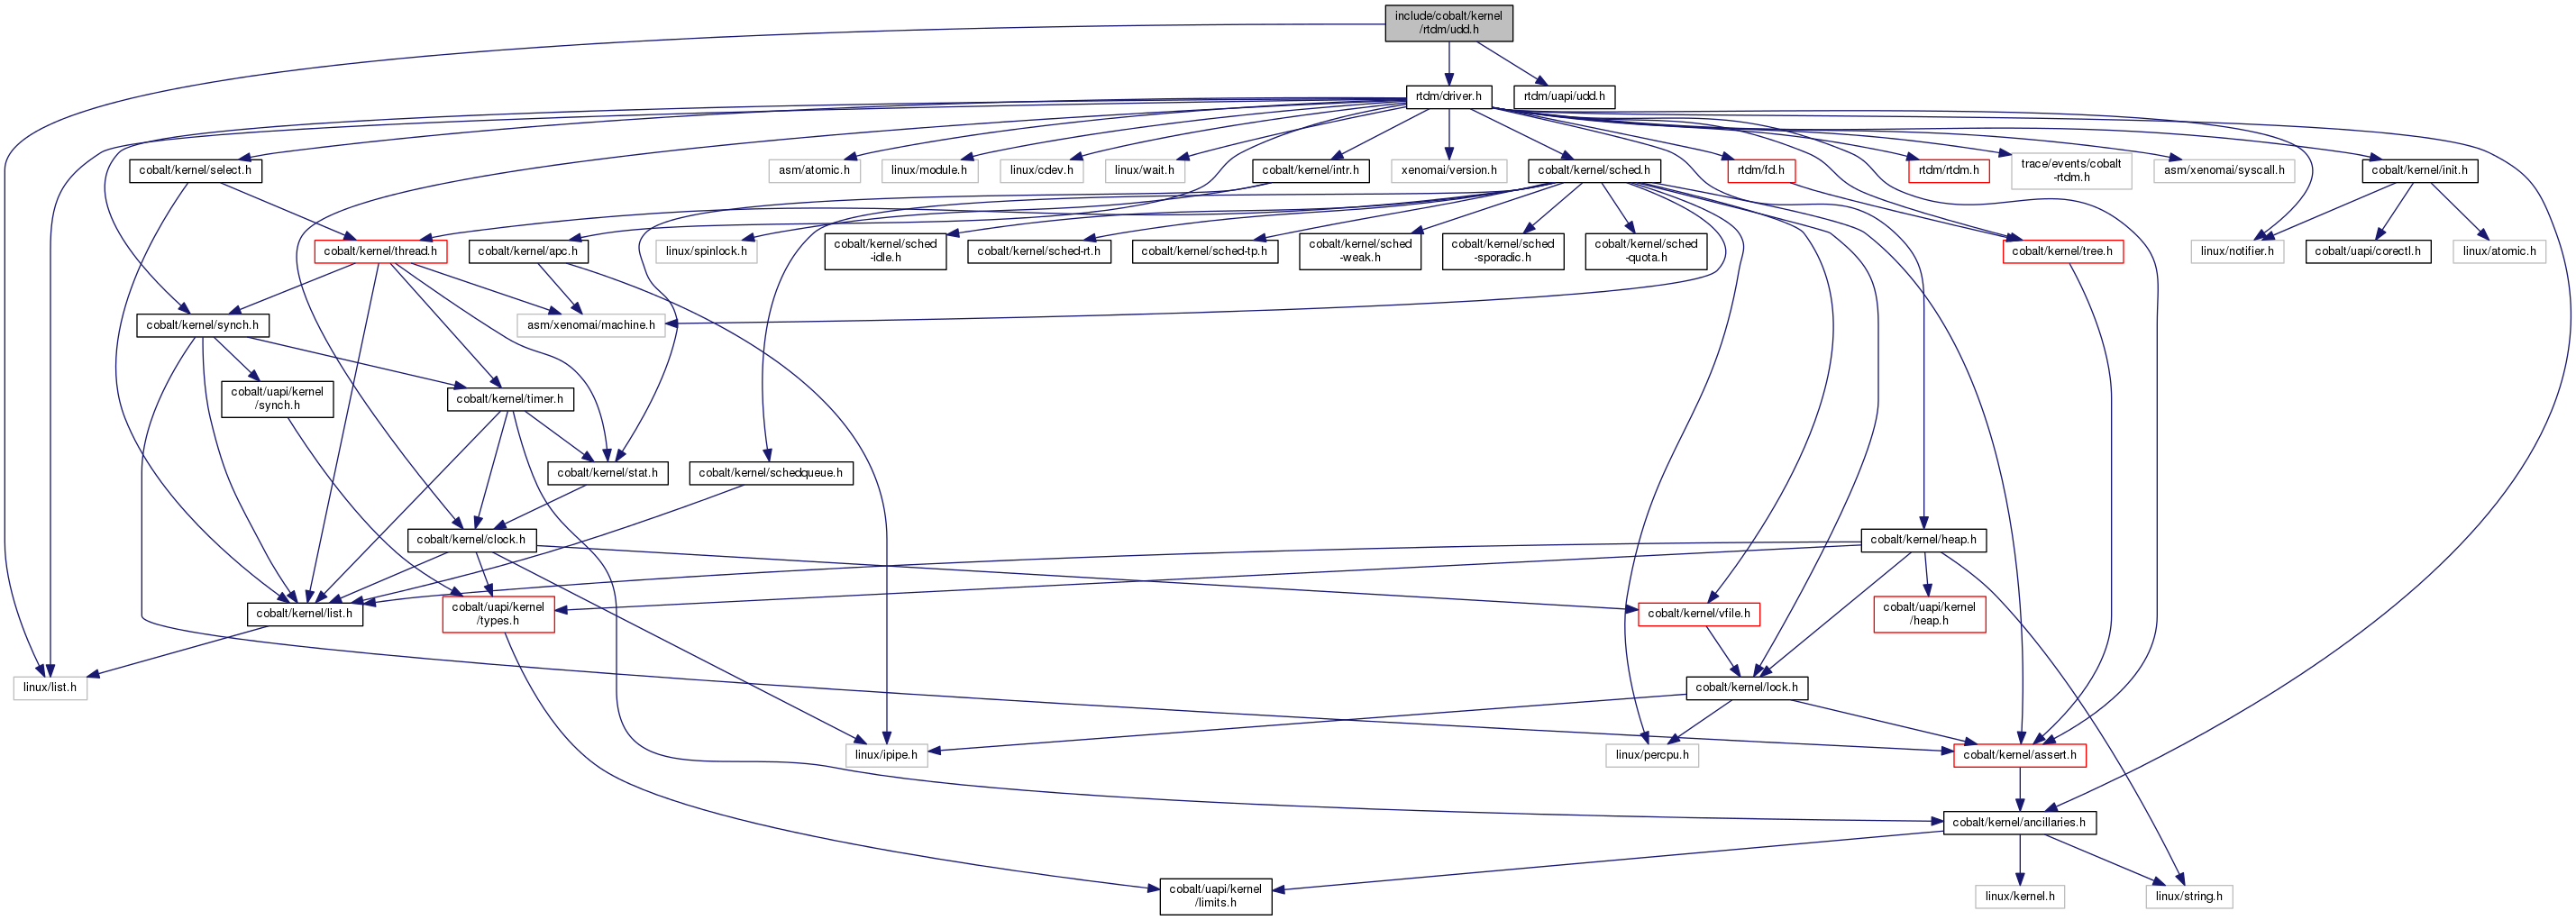 include/cobalt/kernel
/rtdm/udd.h
rtdm/driver.h
rtdm/uapi/udd.h
cobalt/kernel/select.h
asm/atomic.h
linux/module.h
linux/cdev.h
linux/wait.h
cobalt/kernel/intr.h
xenomai/version.h
cobalt/kernel/sched.h
rtdm/fd.h
rtdm/rtdm.h
trace/events/cobalt
-rtdm.h
asm/xenomai/syscall.h
cobalt/kernel/init.h
cobalt/kernel/thread.h
cobalt/kernel/apc.h
linux/spinlock.h
cobalt/kernel/sched
-idle.h
cobalt/kernel/sched-rt.h
cobalt/kernel/sched-tp.h
cobalt/kernel/sched
-weak.h
cobalt/kernel/sched
-sporadic.h
cobalt/kernel/sched
-quota.h
cobalt/kernel/tree.h
linux/notifier.h
cobalt/uapi/corectl.h
linux/atomic.h
cobalt/kernel/synch.h
asm/xenomai/machine.h
cobalt/uapi/kernel
/synch.h
cobalt/kernel/timer.h
cobalt/kernel/stat.h
cobalt/kernel/schedqueue.h
cobalt/kernel/clock.h
cobalt/kernel/heap.h
cobalt/kernel/list.h
cobalt/uapi/kernel
/types.h
cobalt/kernel/vfile.h
cobalt/uapi/kernel
/heap.h
linux/list.h
cobalt/kernel/lock.h
linux/ipipe.h
linux/percpu.h
cobalt/kernel/assert.h
cobalt/kernel/ancillaries.h
cobalt/uapi/kernel
/limits.h
linux/kernel.h
linux/string.h